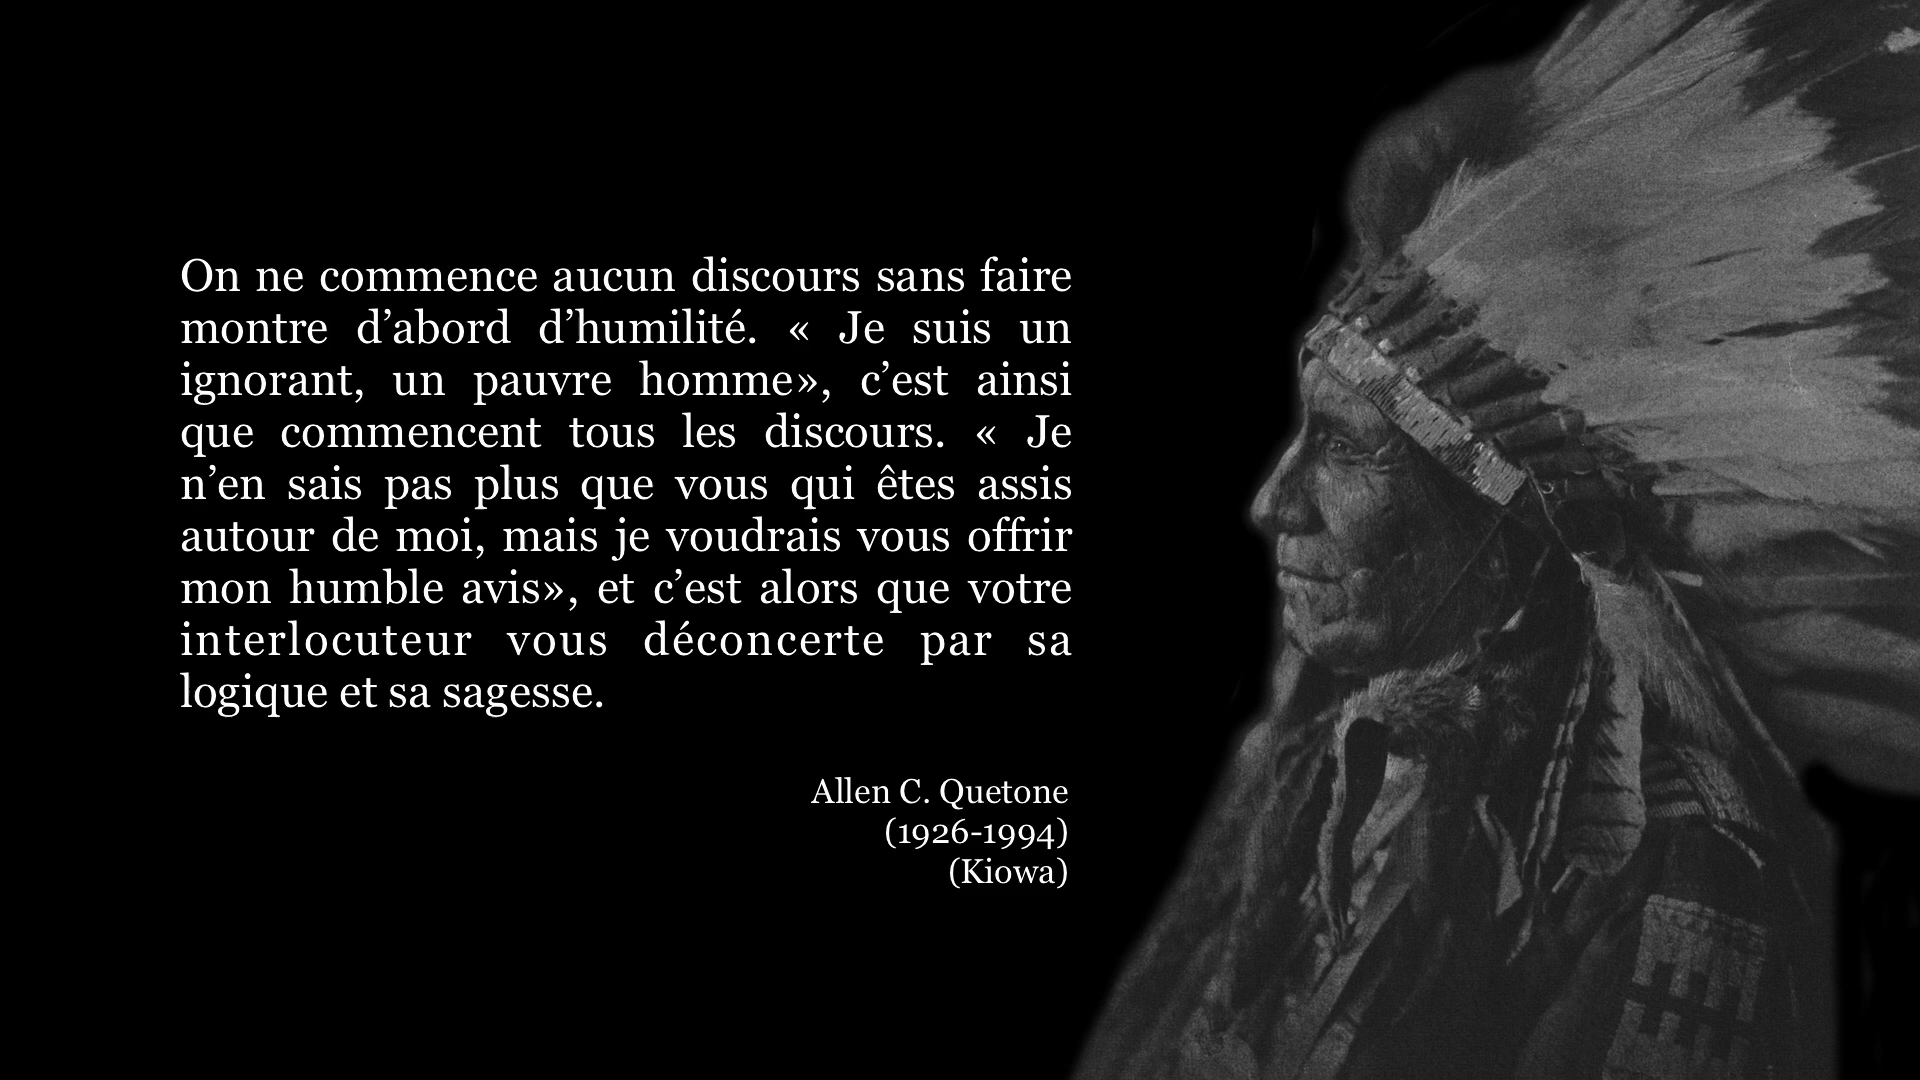 On ne commence aucun discours sans faire
montre d’abord d’humilité. « Je suis un
ignorant, un pauvre homme», c’est ainsi
que commencent tous les discours. « Je
n’en sais pas plus que vous qui êtes assis
autour de moi, mais je voudrais vous offrir
mon humble avis», et c’est alors que votre
interlocuteur vous déconcerte par sa
logique et sa sagesse.
Allen C. Quetone
(1926-1994)
(Kiowa)